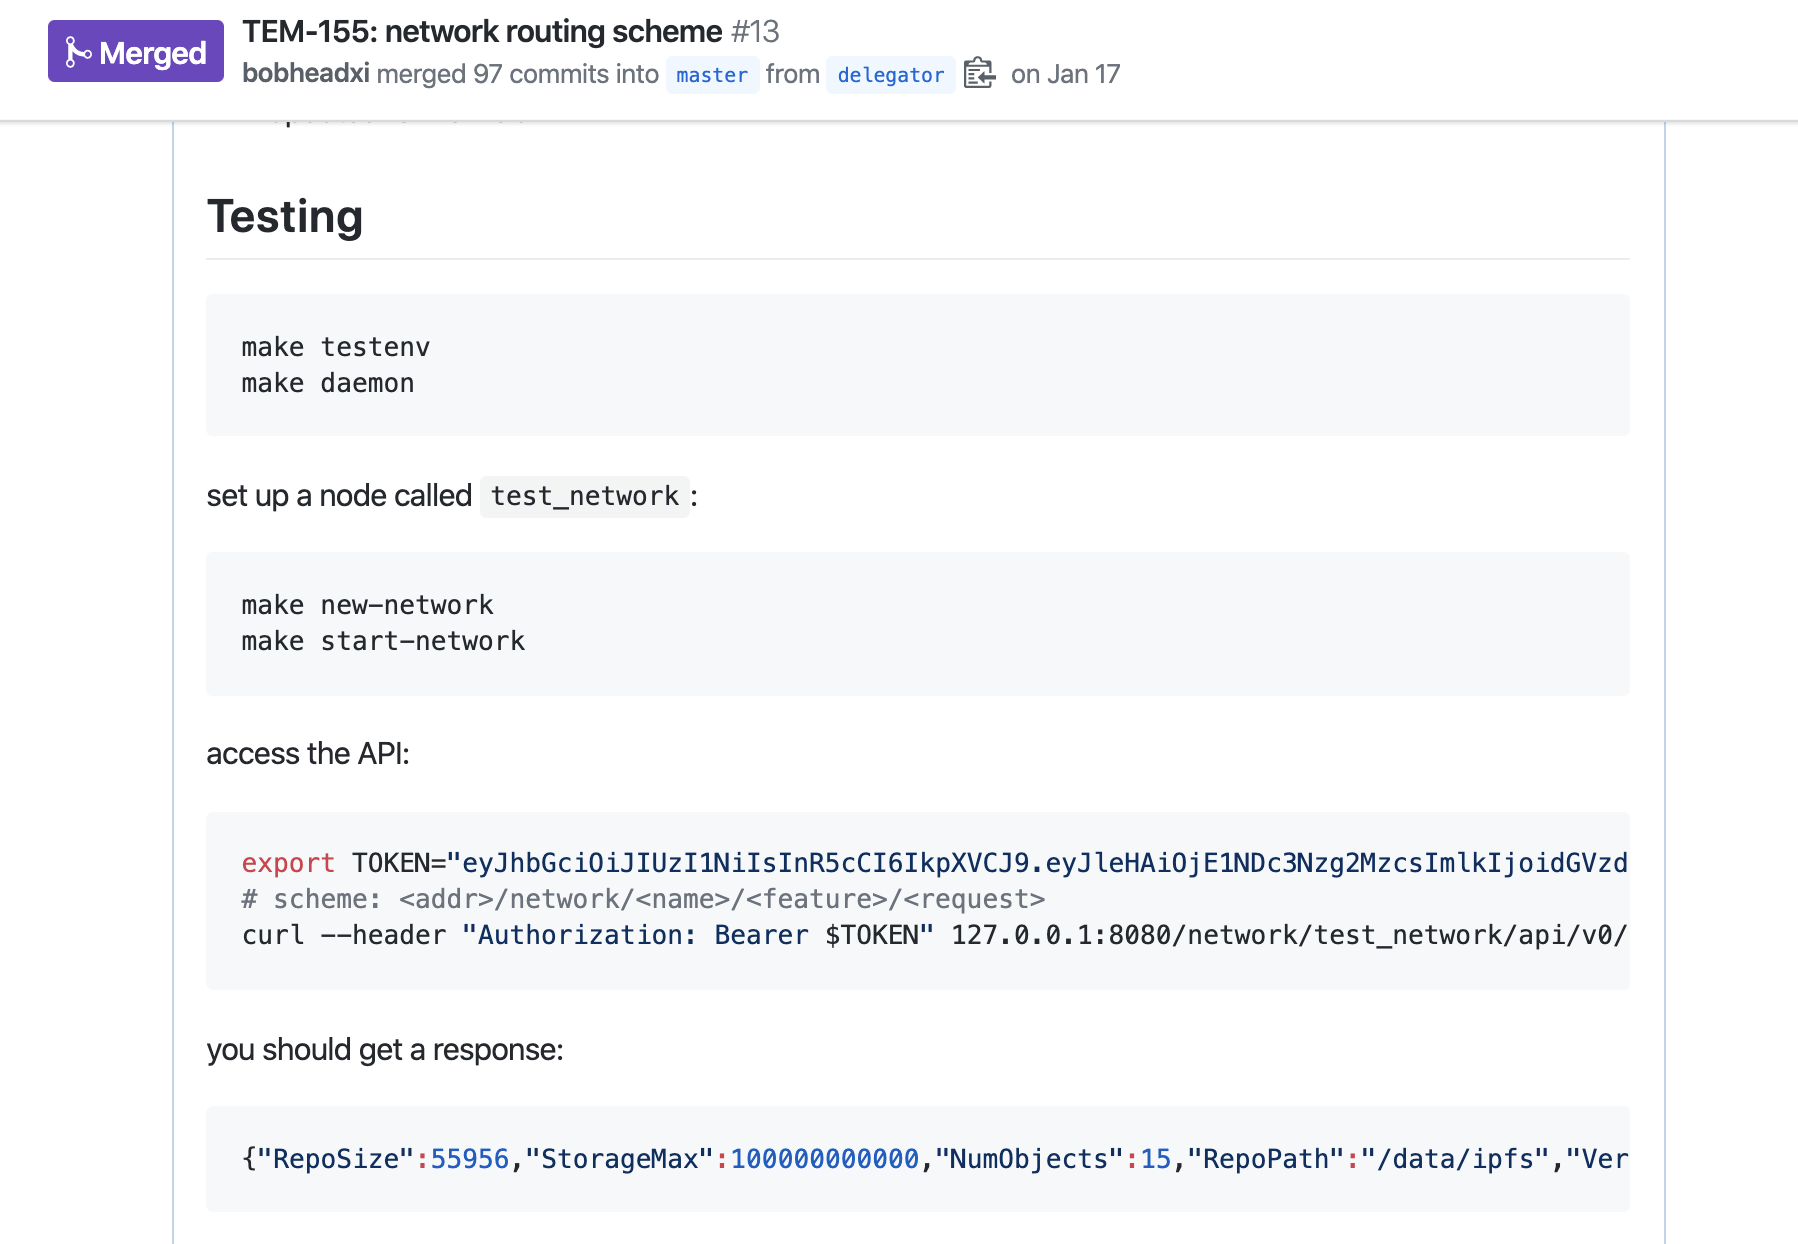 Merged
TEM-155: network routing scheme #13
bobheadxi merged 97 commits into master from delegator on Jan 17
Testing
make testenv
make daemon
set up a node called test_network:
make new-network
make start-network
access the API:
export TOKEN="eyJhbGciOiJIUzI1NiIsInR5cCI6IkpXVCJ9.eyJleHAiOjE1NDc3Nzg2MzcsImlkIjoidGVzd
# scheme: <addr>/network/<name>/<feature>/<request>
curl --header "Authorization: Bearer $TOKEN" 127.0.0.1:8080/network/test_network/api/v0/
you should get a response:
{"RepoSize":55956,"StorageMax":100000000000,"NumObjects":15,"RepoPath":"/data/ipfs","Ver